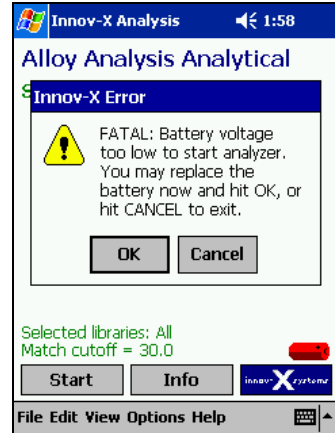 Innov-X Analysis 1:58
Alloy Analysis Analytical
S
Innov-X Error
FATAL: Battery voltage
too low to start analyzer.
You may replace the
battery now and hit OK, or
hit CANCEL to exit.
OK Cancel
Selected libraries: All
Match cutoff = 30.0
Start Info innov-X systems
File Edit View Options Help